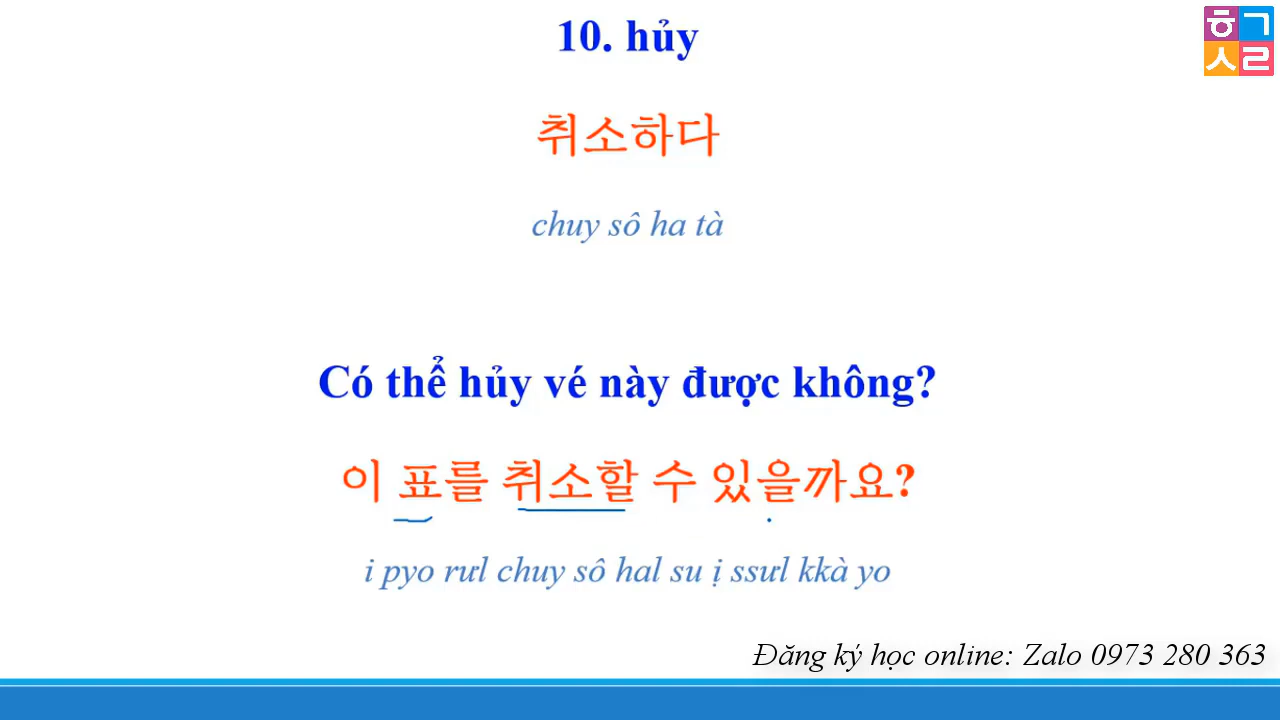 10. hủy
취소하다
chuy sô ha tà
Có thể hủy vé này được không?
이 표를 취소할 수 있을까요?
i pyo rưl chuy sô hal su ị ssưl kkà yo
Đăng ký học online: Zalo 0973 280 363
ㅎㄱ
ㅅㄹ